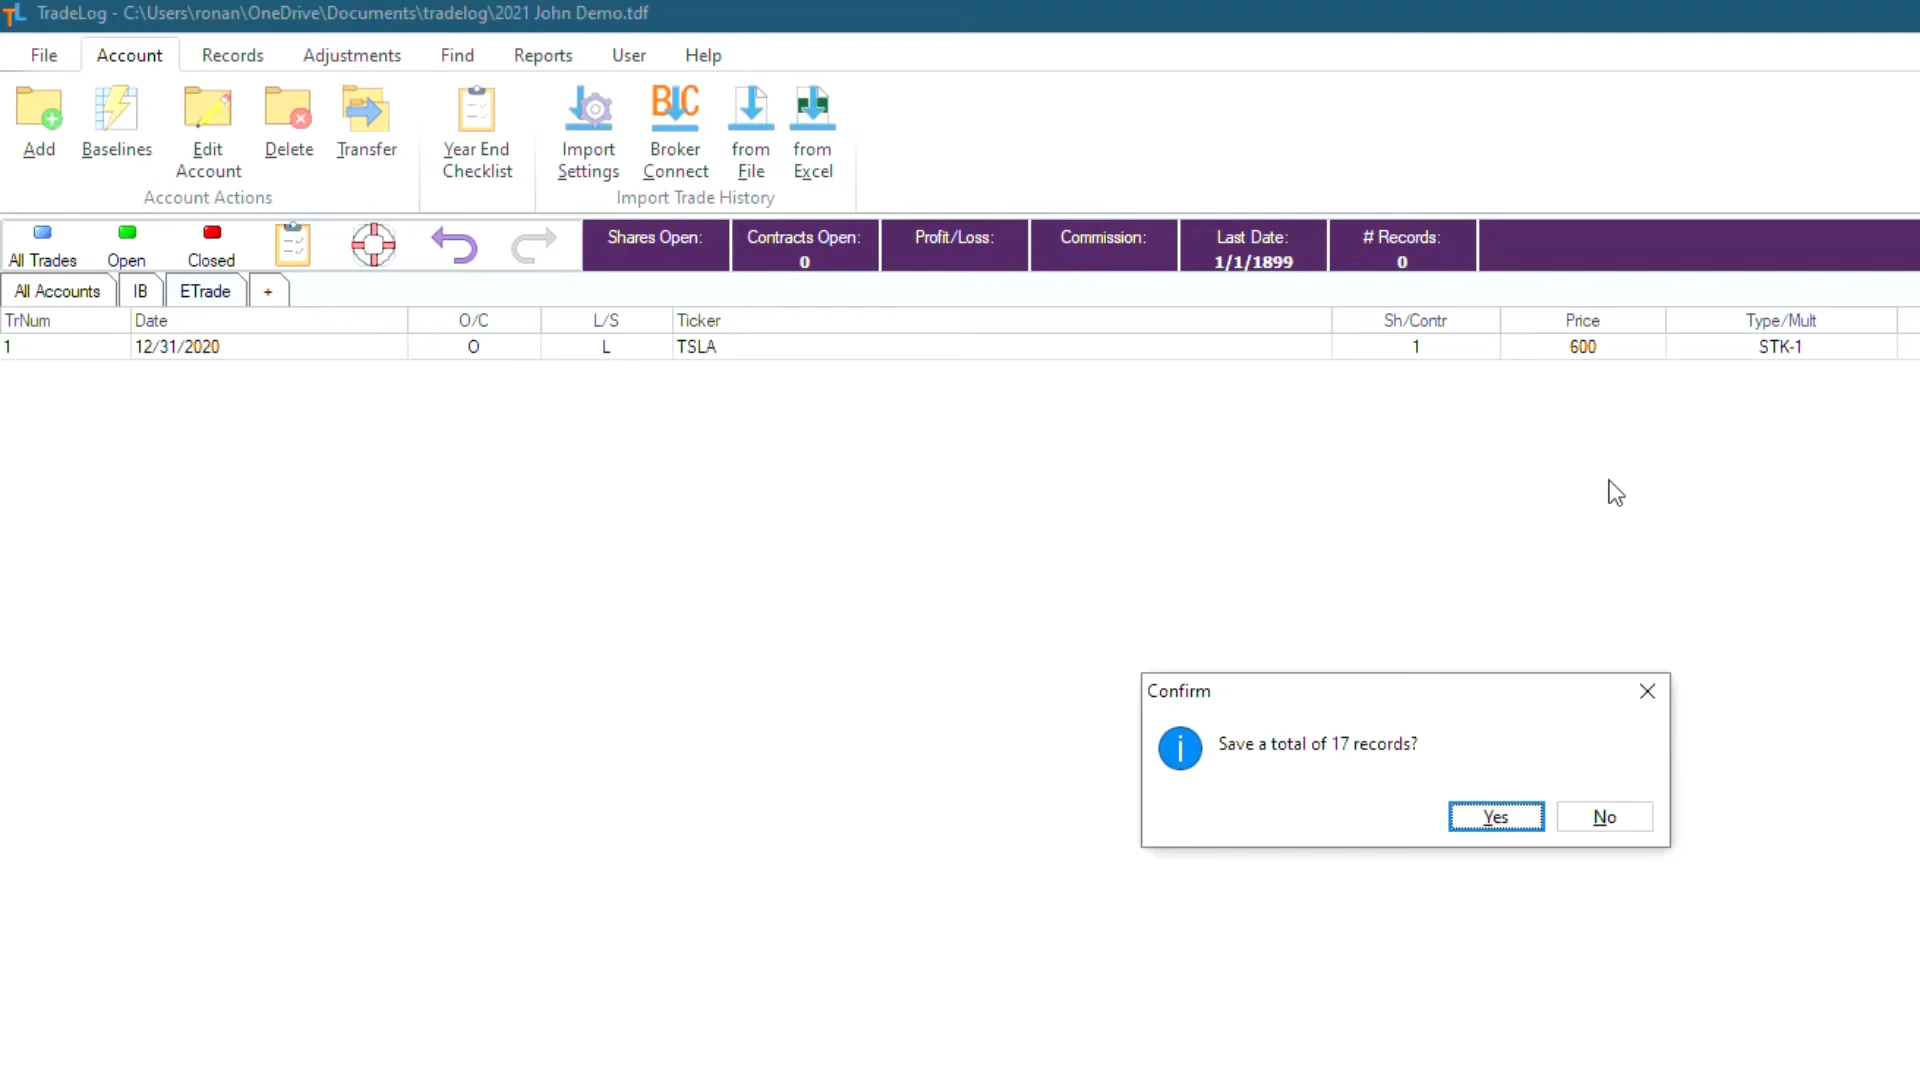 TL TradeLog - C:\Users\ronan\OneDrive\Documents\tradelog\2021 John Demo.tdf
File Account Records Adjustments Find Reports User Help
BC
Add Baselines Edit Account Delete Transfer Year End Checklist Import Settings Broker Connect from File from Excel
Account Actions Import Trade History
All Trades Open Closed
Shares Open: Contracts Open: Profit/Loss: Commission: Last Date: # Records:
0 1/1/1899 0
All Accounts IB ETrade +
TrNum Date O/C L/S Ticker Sh/Contr Price Type/Mult
1 12/31/2020 O L TSLA 1 600 STK-1
Confirm
Save a total of 17 records?
Yes No